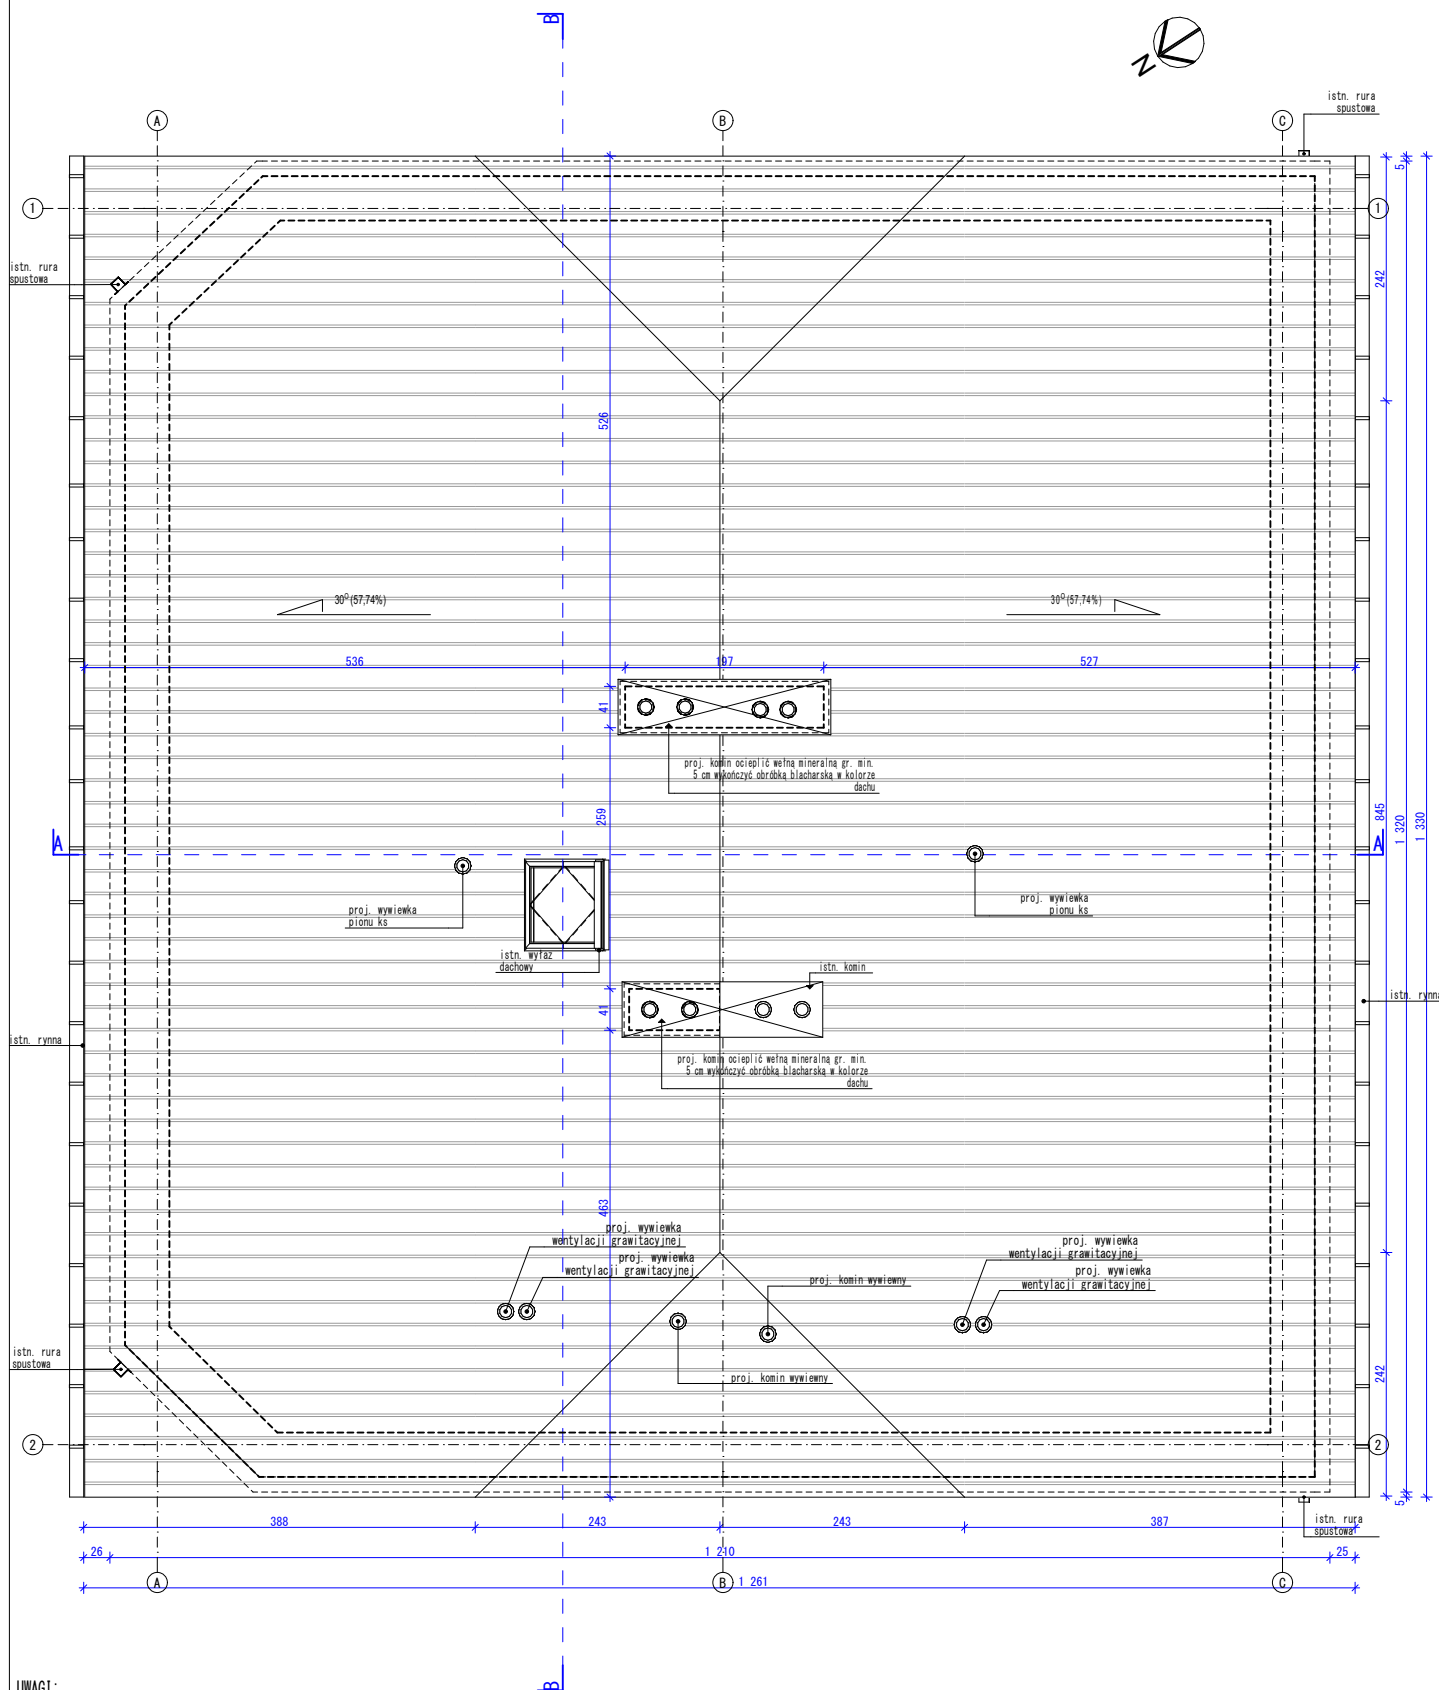 B
N
istn. rura
spustowa
A
B
C
5
1
1
istn. rura
spustowa
242
526
30⁰(57,74%)
30⁰(57,74%)
536
197
527
41
proj. komin ocieplić wełną mineralną gr. min.
5 cm wykończyć obróbką blacharską w kolorze
dachu
259
845
1 320
1 330
A
A
proj. wywiewka
pionu ks
proj. wywiewka
pionu ks
istn. wyłaz
dachowy
istn. komin
istn. rynna
41
istn. rynna
proj. komin ocieplić wełną mineralną gr. min.
5 cm wykończyć obróbką blacharską w kolorze
dachu
463
proj. wywiewka
wentylacji grawitacyjnej
proj. wywiewka
wentylacji grawitacyjnej
proj. wywiewka
wentylacji grawitacyjnej
proj. wywiewka
wentylacji grawitacyjnej
proj. komin wywiewny
istn. rura
spustowa
proj. komin wywiewny
242
2
2
5
388
243
243
387
istn. rura
spustowa
26
1 210
25
A
B
1 261
C
UWAGI:
B